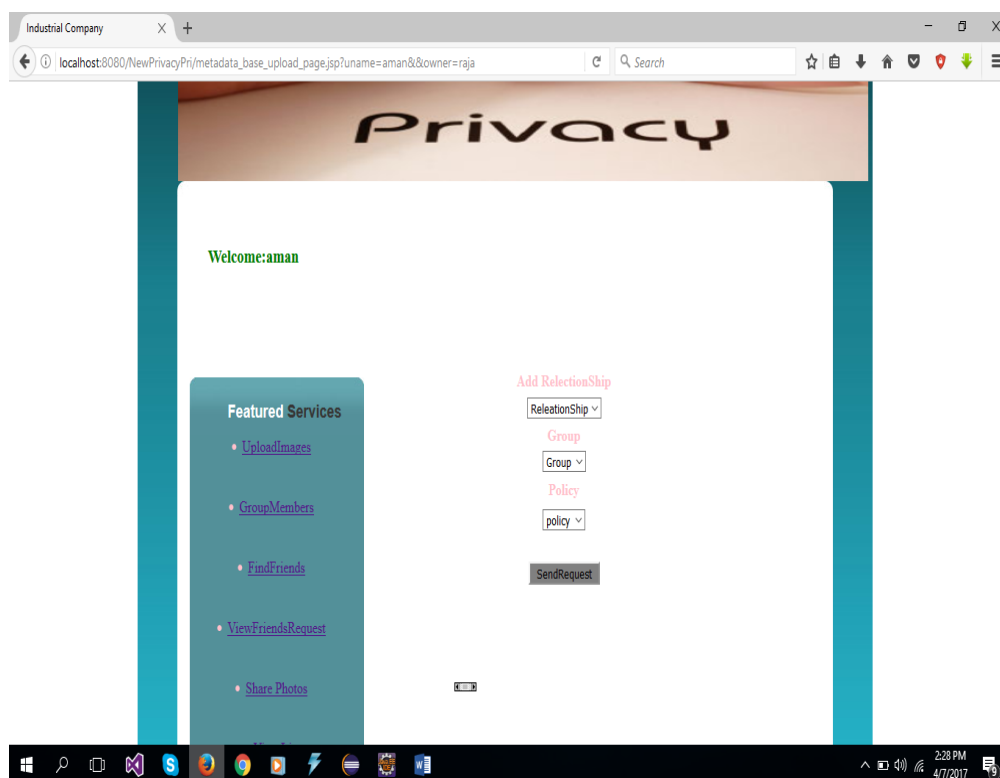 Industrial Company
localhost:8080/NewPrivacyPri/metadata_base_upload_page.jsp?uname=aman&&owner=raja
Search
Privacy
Welcome:aman
Featured Services
UploadImages
GroupMembers
FindFriends
ViewFriendsRequest
Share Photos
Add RelectionShip
ReleationShip
Group
Group
Policy
policy
SendRequest
2:28 PM
4/7/2017